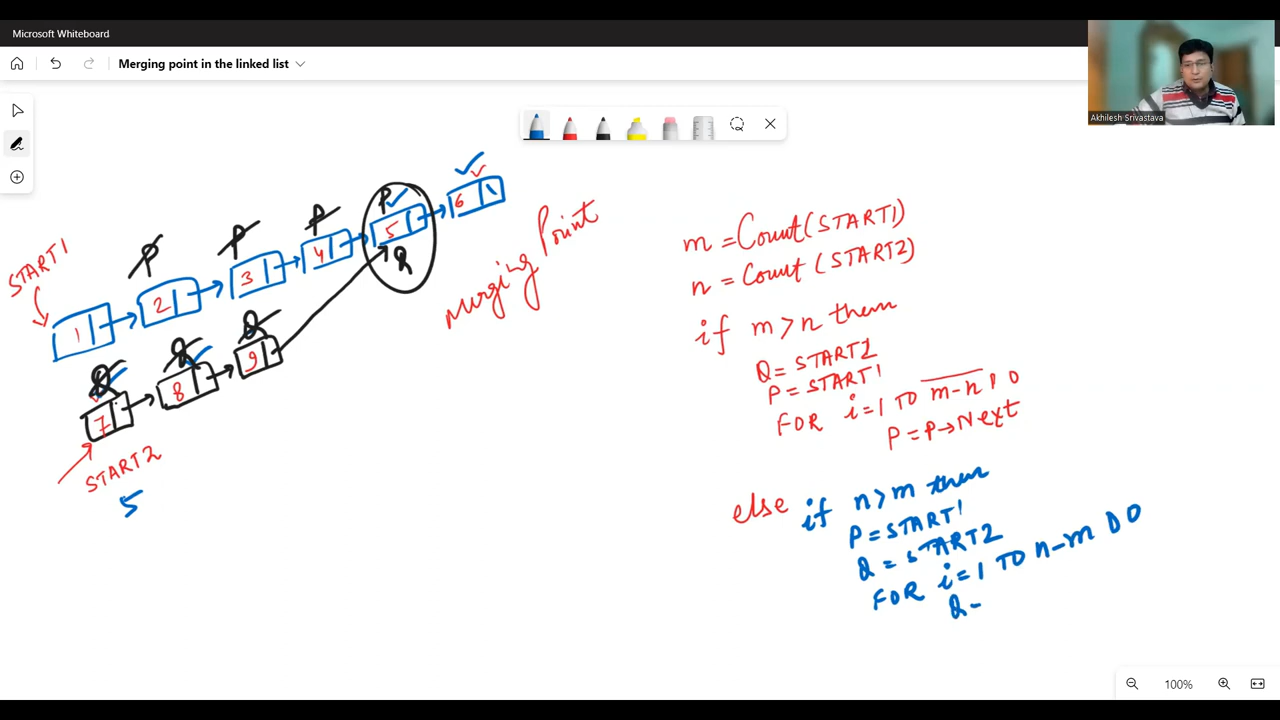 Microsoft Whiteboard
Merging point in the linked list
Akhilesh Srivastava
START1
1
P
2
P
3
P
4
P
5
Q
6
Merging Point
Q
7
Q
8
Q
9
START2
5
m = Count(START1)
n = Count (START2)
if m > n then
Q = START2
P = START1
FOR i=1 TO m-n DO
P = P→Next
else if n > m then
P = START1
Q = START2
FOR i=1 TO n-m DO
Q -
100%